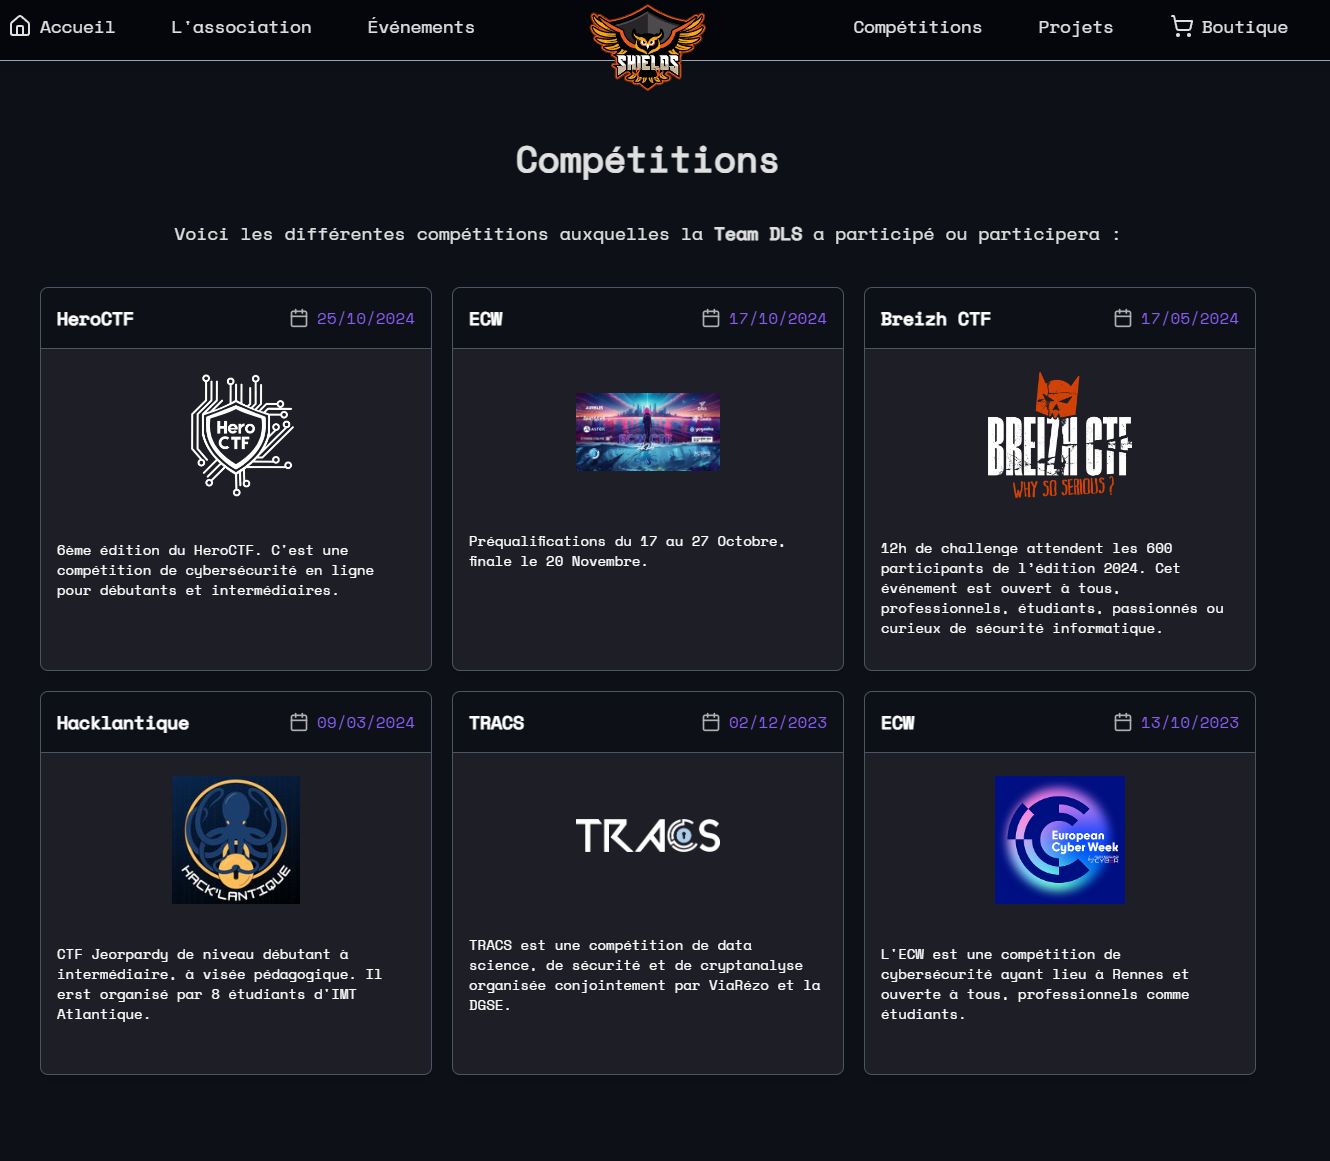 Accueil
L'association
Événements
SHIELDS
Compétitions
Projets
Boutique
Compétitions
Voici les différentes compétitions auxquelles la Team DLS a participé ou participera :
HeroCTF
25/10/2024
Hero
CTF
6ème édition du HeroCTF. C'est une
compétition de cybersécurité en ligne
pour débutants et intermédiaires.
ECW
17/10/2024
ECW CTF
Préqualifications du 17 au 27 Octobre,
finale le 20 Novembre.
Breizh CTF
17/05/2024
BREIZH CTF
WHY SO SERIOUS ?
12h de challenge attendent les 600
participants de l’édition 2024. Cet
événement est ouvert à tous,
professionnels, étudiants, passionnés ou
curieux de sécurité informatique.
Hacklantique
09/03/2024
HACK'LANTIQUE
CTF Jeorpardy de niveau débutant à
intermédiaire, à visée pédagogique. Il
erst organisé par 8 étudiants d'IMT
Atlantique.
TRACS
02/12/2023
TRACS
TRACS est une compétition de data
science, de sécurité et de cryptanalyse
organisée conjointement par ViaRézo et la
DGSE.
ECW
13/10/2023
European
Cyber Week
L'ECW est une compétition de
cybersécurité ayant lieu à Rennes et
ouverte à tous, professionnels comme
étudiants.